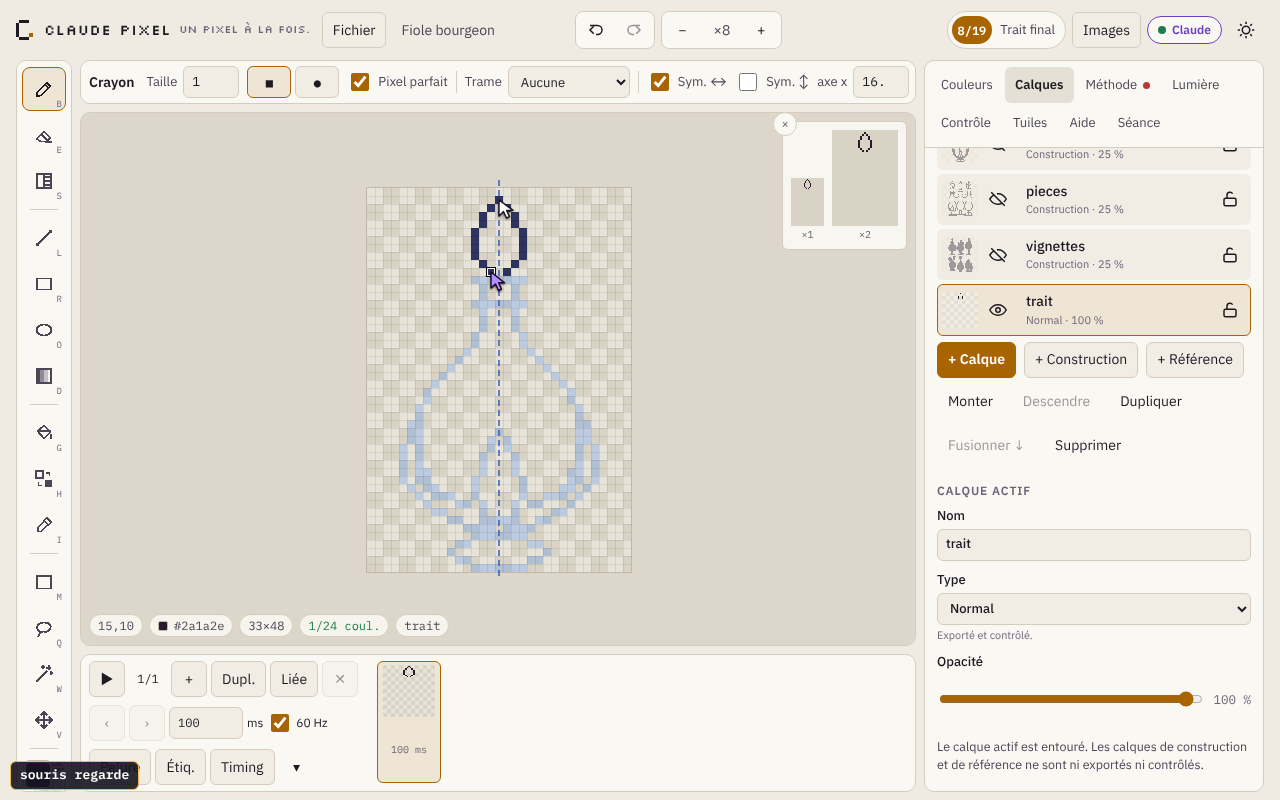 CLAUDE PIXEL UN PIXEL À LA FOIS. Fichier Fiole bourgeon − ×8 + 8/19 Trait final Images Claude
Crayon Taille 1 Pixel parfait Trame Aucune Sym. ↔ Sym. ↕ axe x 16.
B
E
S
L
R
O
D
G
H
I
M
Q
W
V
×
×1 ×2
15,10 #2a1a2e 33×48 1/24 coul. trait
1/1 + Dupl. Liée ×
‹ › 100 ms 60 Hz
Étiq. Timing ▼
100 ms
souris regarde
Couleurs Calques Méthode Lumière
Contrôle Tuiles Aide Séance
Construction · 25 %
pieces
Construction · 25 %
vignettes
Construction · 25 %
trait
Normal · 100 %
+ Calque + Construction + Référence
Monter Descendre Dupliquer
Fusionner ↓ Supprimer
CALQUE ACTIF
Nom
trait
Type
Normal
Exporté et contrôlé.
Opacité
100 %
Le calque actif est entouré. Les calques de construction
et de référence ne sont ni exportés ni contrôlés.